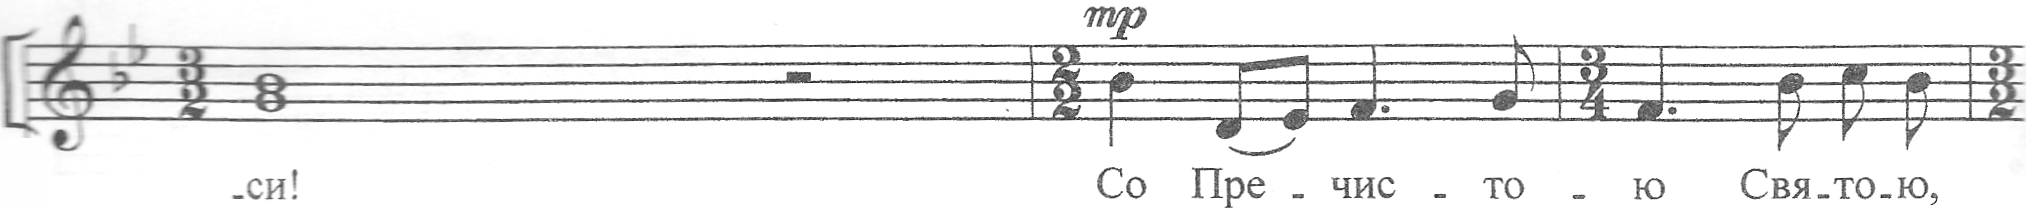 mp
-си! Со Пре - чис - то - ю Свя-то-ю,